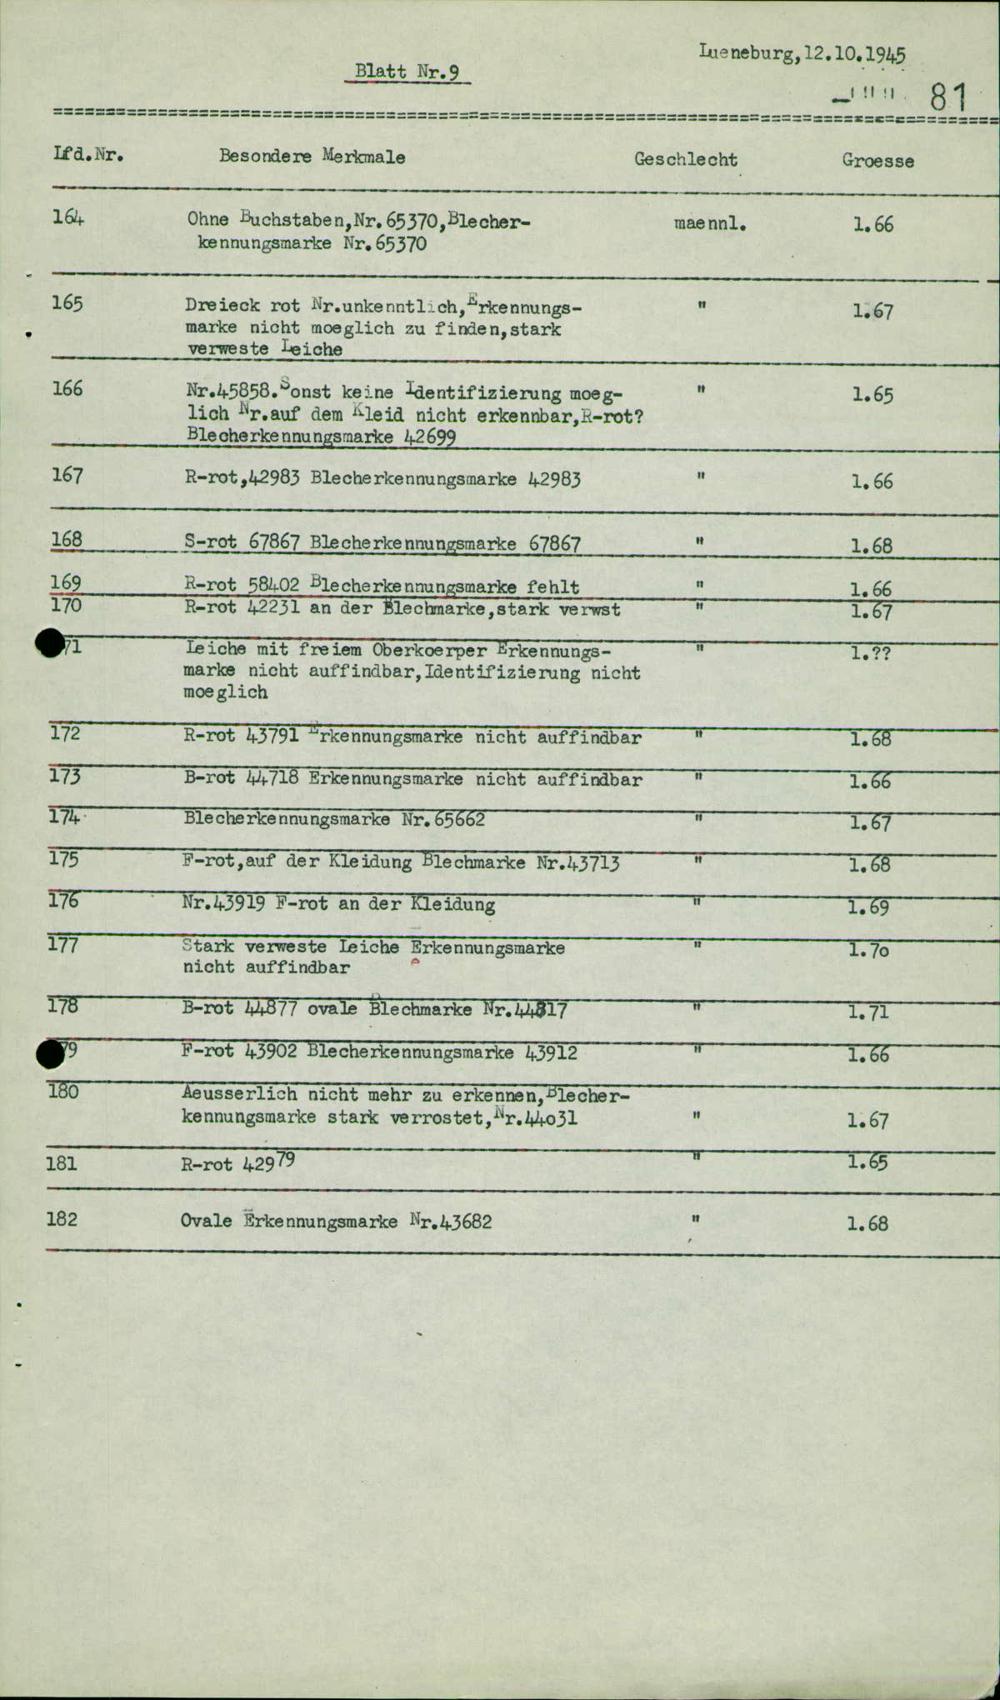 Lueneburg,12.10.1945
Blatt Nr.9
81
Lfd.Nr. Besondere Merkmale Geschlecht Groesse
164 Ohne Buchstaben,Nr.65370,Blecher- maennl. 1.66
kennungsmarke Nr.65370
165 Dreieck rot Nr.unkenntlich,Erkennungs- " 1.67
marke nicht moeglich zu finden,stark
verweste Leiche
166 Nr.45858.Sonst keine Identifizierung moeg- " 1.65
lich Nr.auf dem Kleid nicht erkennbar,R-rot?
Blecherkennungsmarke 42699
167 R-rot,42983 Blecherkennungsmarke 42983 " 1.66
168 S-rot 67867 Blecherkennungsmarke 67867 " 1.68
169 R-rot 58402 Blecherkennungsmarke fehlt " 1.66
170 R-rot 42231 an der Blechmarke,stark verwst " 1.67
71 Leiche mit freiem Oberkoerper Erkennungs- " 1.??
marke nicht auffindbar,Identifizierung nicht
moeglich
172 R-rot 43791 Erkennungsmarke nicht auffindbar " 1.68
173 B-rot 44718 Erkennungsmarke nicht auffindbar " 1.66
174 Blecherkennungsmarke Nr.65662 " 1.67
175 F-rot,auf der Kleidung Blechmarke Nr.43713 " 1.68
176 Nr.43919 F-rot an der Kleidung " 1.69
177 Stark verweste Leiche Erkennungsmarke " 1.7o
nicht auffindbar
178 B-rot 44877 ovale Blechmarke Nr.44817 " 1.71
79 F-rot 43902 Blecherkennungsmarke 43912 " 1.66
180 Aeusserlich nicht mehr zu erkennen,Blecher-
kennungsmarke stark verrostet,Nr.44o31 " 1.67
181 R-rot 42979 " 1.65
182 Ovale Erkennungsmarke Nr.43682 " 1.68